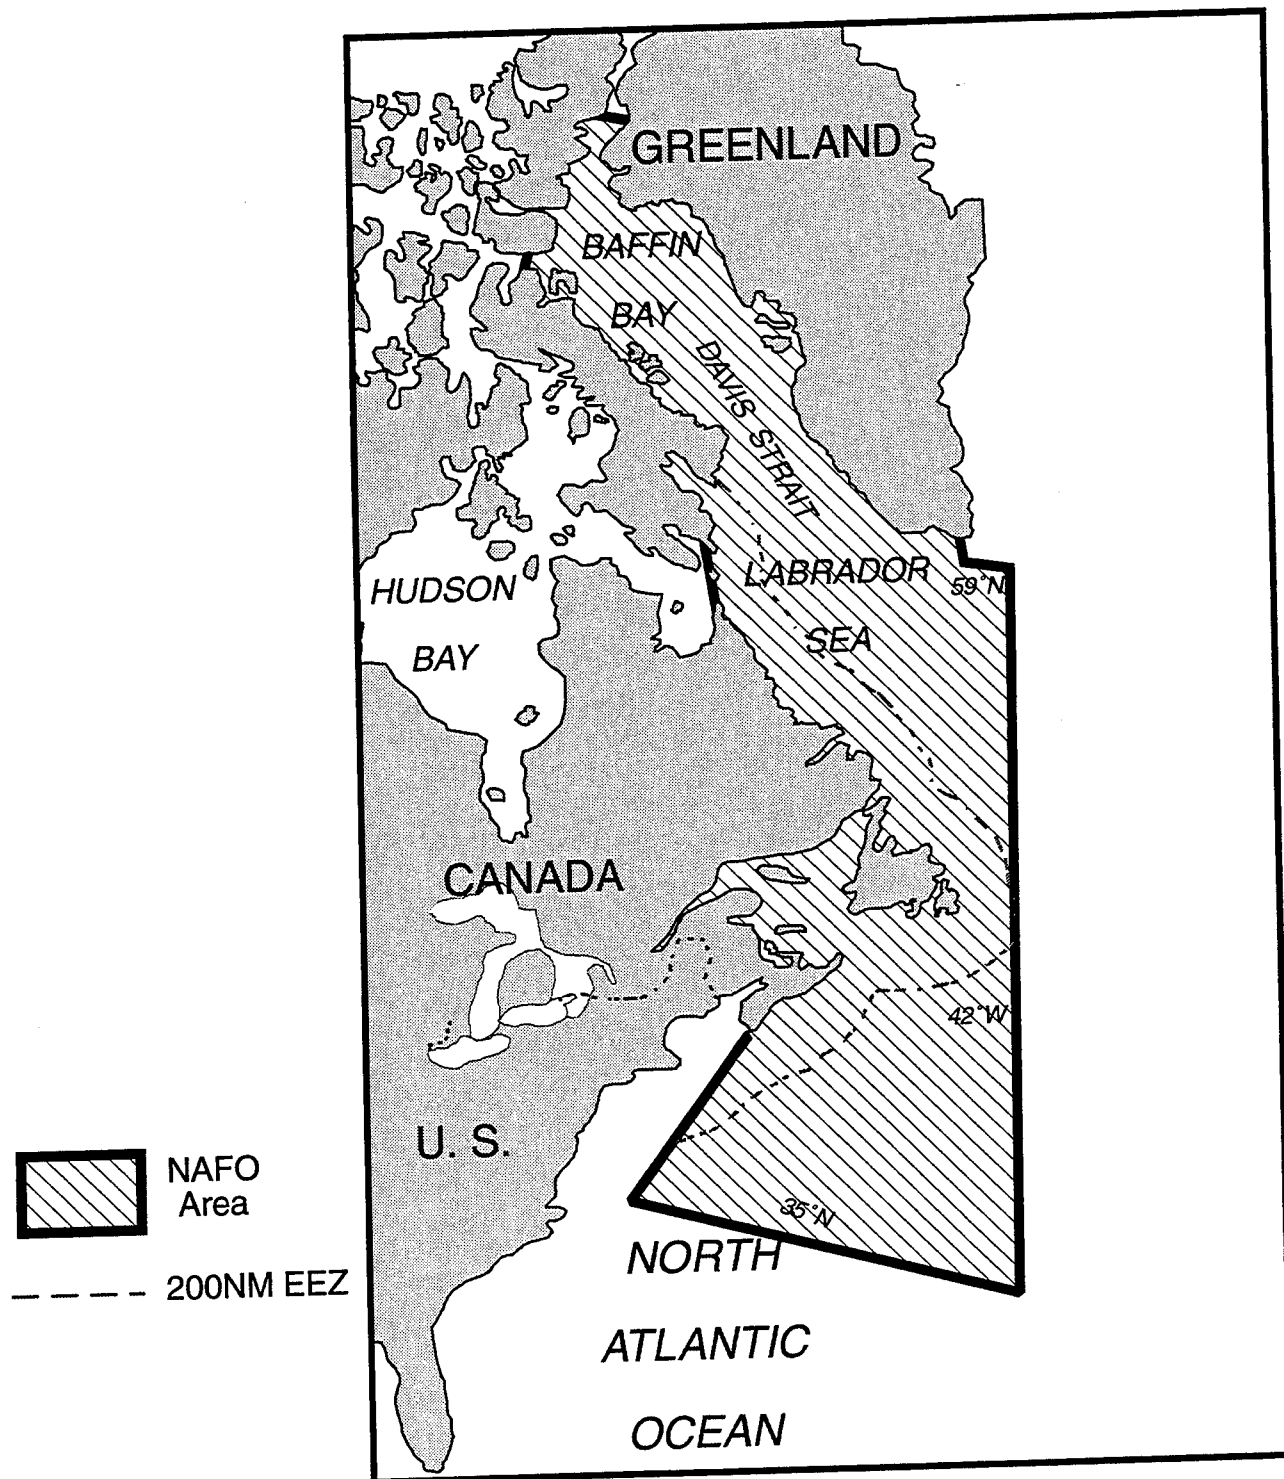 GREENLAND
BAFFIN
BAY
DAVIS STRAIT
HUDSON
BAY
LABRADOR
SEA
59°N
CANADA
42°W
U. S.
NAFO
Area
35°N
200NM EEZ
NORTH
ATLANTIC
OCEAN